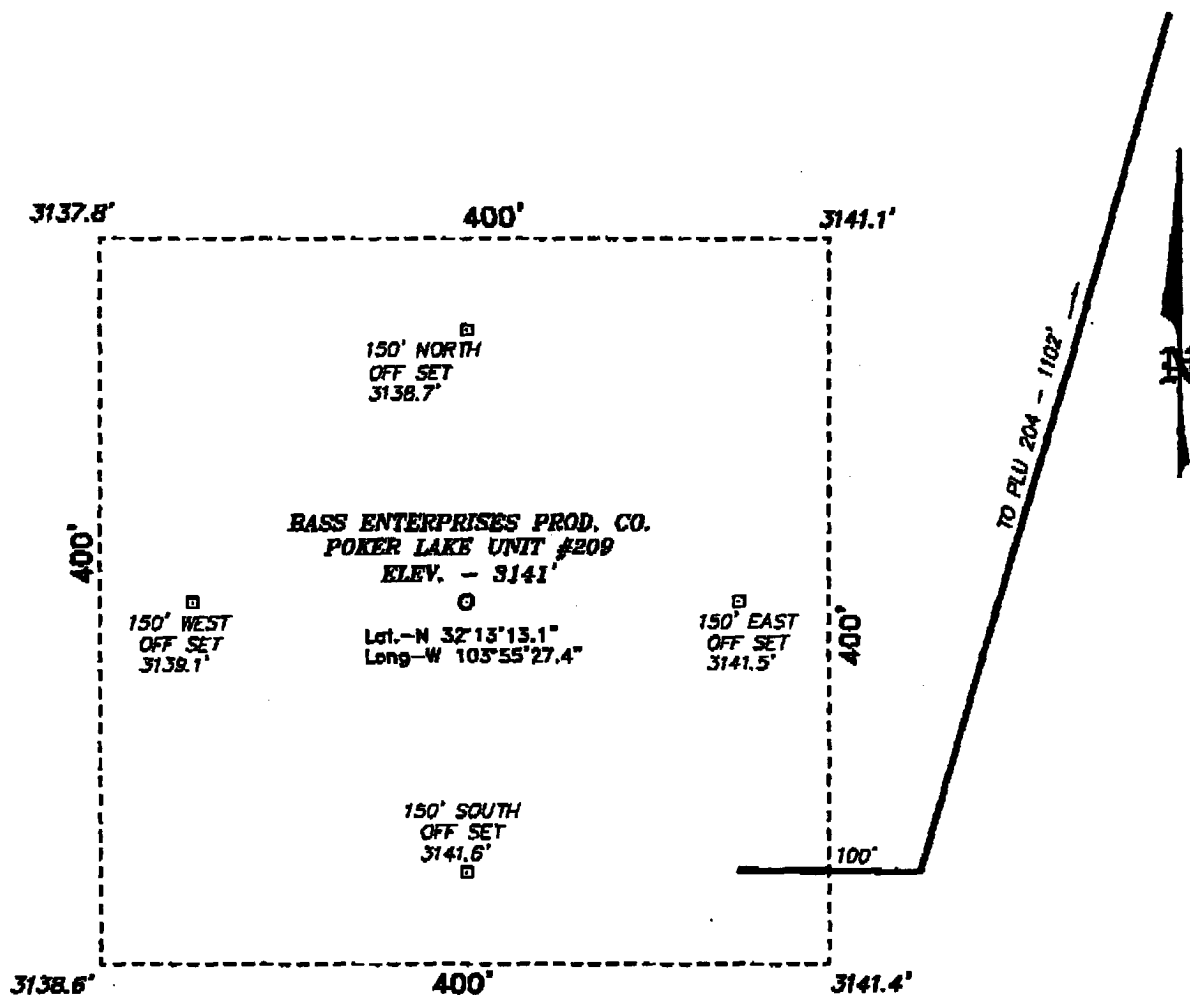 3137.8'
400'
3141.1'
150' NORTH
OFF SET
3138.7'
TO PLU 204 - 1102'
BASS ENTERPRISES PROD. CO.
POKER LAKE UNIT #209
ELEV. - 3141'
400'
150' WEST
OFF SET
3139.1'
Lat.-N 32°13'13.1"
Long-W 103°55'27.4"
150' EAST
OFF SET
3141.5'
400'
150' SOUTH
OFF SET
3141.6'
100'
3138.6'
400'
3141.4'